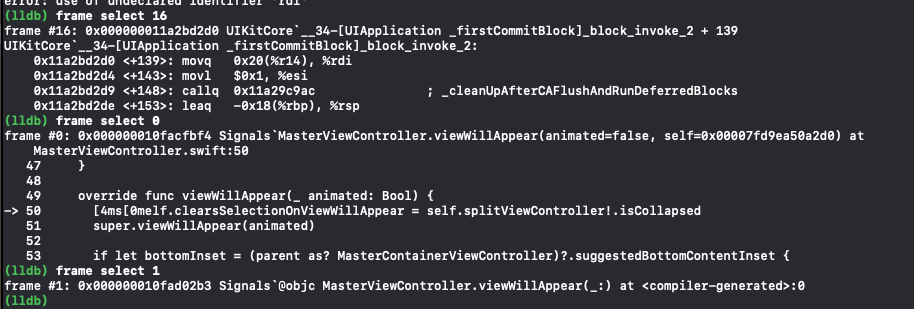 error: use of undeclared identifier 'rdi'
(lldb) frame select 16
frame #16: 0x000000011a2bd2d0 UIKitCore`__34-[UIApplication _firstCommitBlock]_block_invoke_2 + 139
UIKitCore`__34-[UIApplication _firstCommitBlock]_block_invoke_2:
0x11a2bd2d0 <+139>: movq   0x20(%r14), %rdi
0x11a2bd2d4 <+143>: movl   $0x1, %esi
0x11a2bd2d9 <+148>: callq  0x11a29c9ac               ; _cleanUpAfterCAFlushAndRunDeferredBlocks
0x11a2bd2de <+153>: leaq   -0x18(%rbp), %rsp
(lldb) frame select 0
frame #0: 0x000000010facfbf4 Signals`MasterViewController.viewWillAppear(animated=false, self=0x00007fd9ea50a2d0) at
MasterViewController.swift:50
47       }
48
49       override func viewWillAppear(_ animated: Bool) {
-> 50         [4ms[0melf.clearsSelectionOnViewWillAppear = self.splitViewController!.isCollapsed
51         super.viewWillAppear(animated)
52
53         if let bottomInset = (parent as? MasterContainerViewController)?.suggestedBottomContentInset {
(lldb) frame select 1
frame #1: 0x000000010fad02b3 Signals`@objc MasterViewController.viewWillAppear(_:) at <compiler-generated>:0
(lldb)